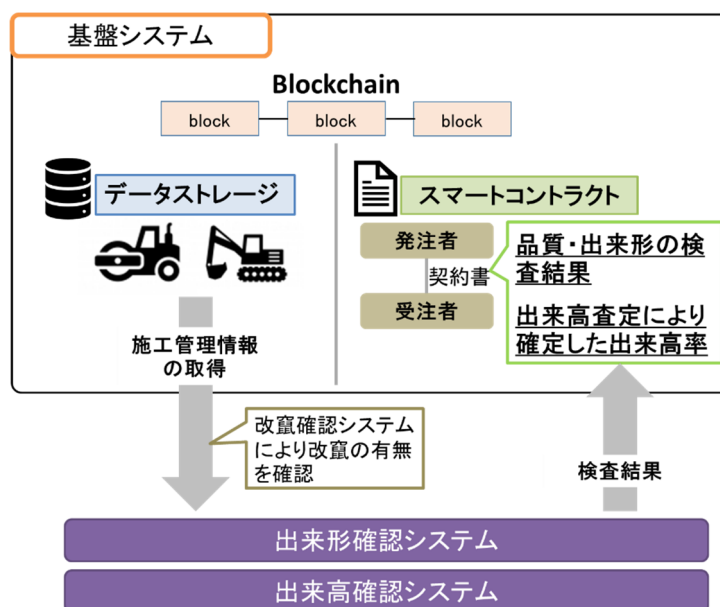 基盤システム
Blockchain
block
block
block
データストレージ
スマートコントラクト
発注者
契約書
受注者
品質・出来形の検
査結果
出来高査定により
確定した出来高率
施工管理情報
の取得
改竄確認システム
により改竄の有無
を確認
検査結果
出来形確認システム
出来高確認システム